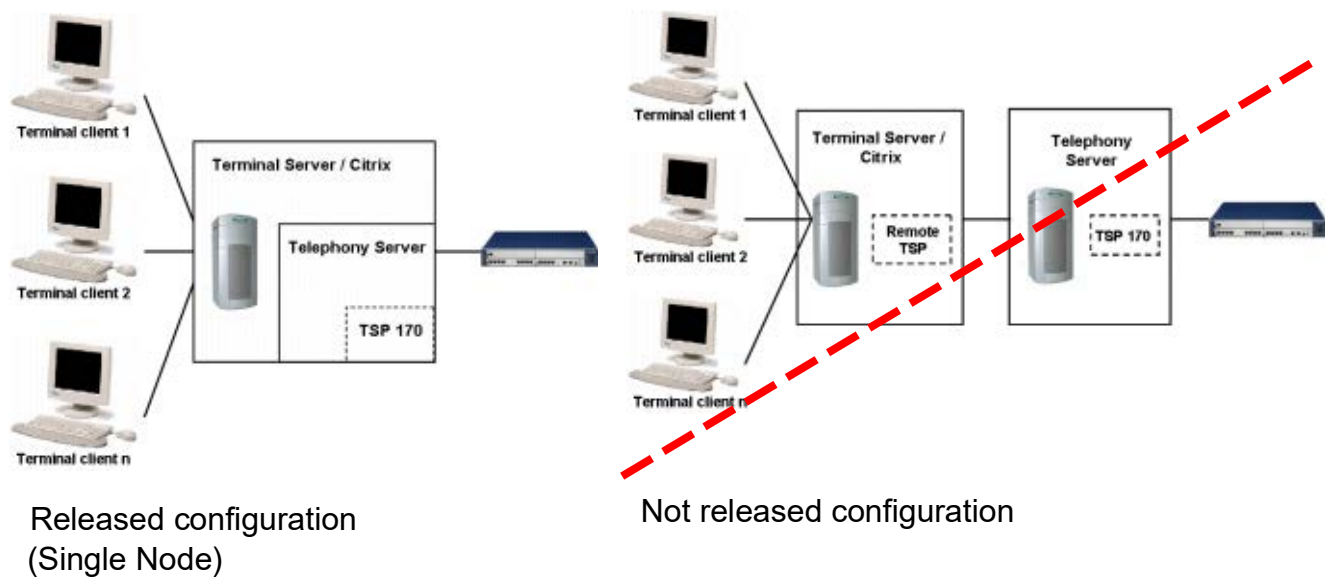 Terminal client 1
Terminal Server / Citrix
Terminal client 2
Telephony Server
TSP 170
Terminal client n
Released configuration
(Single Node)
Terminal client 1
Terminal Server /
Citrix
Telephony
Server
Terminal client 2
Remote
TSP
TSP 170
Terminal client n
Not released configuration